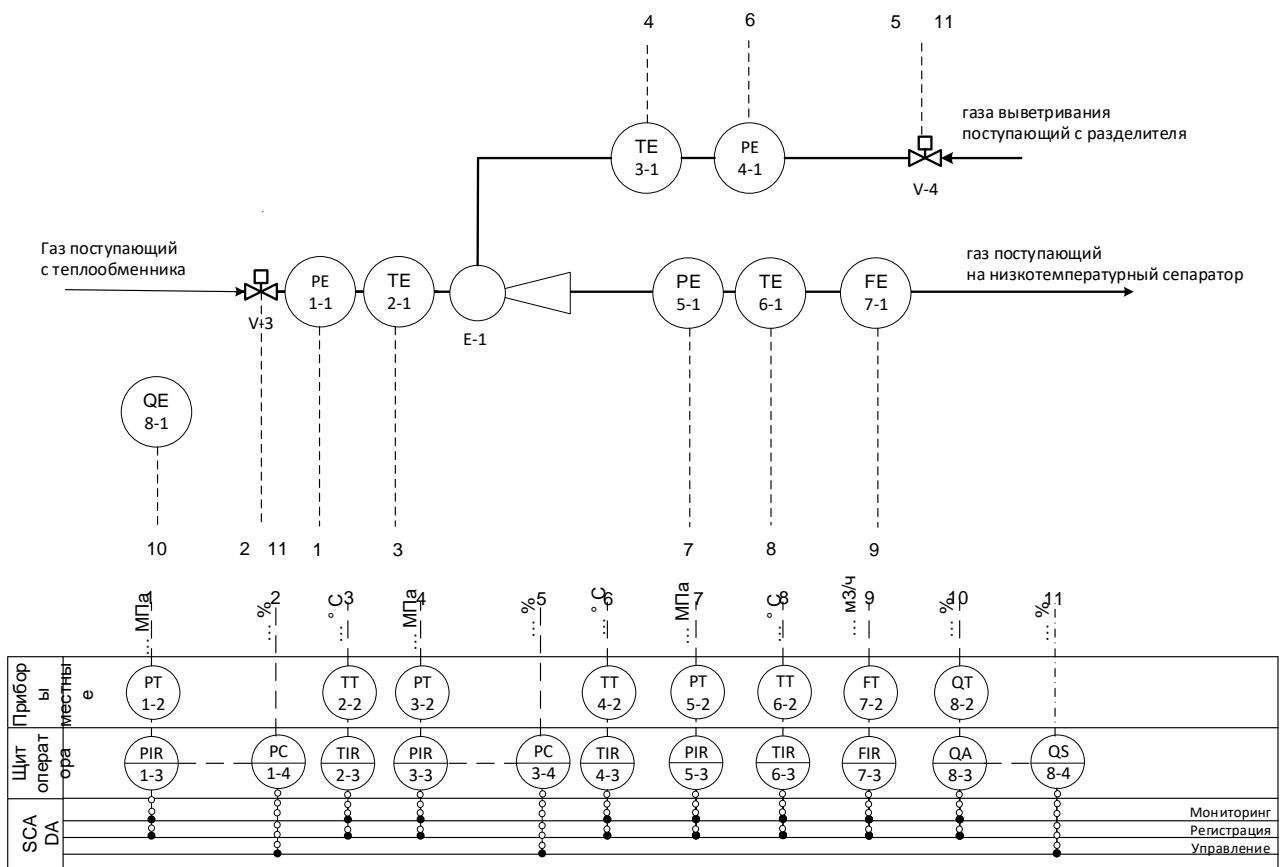 4
6
5 11
газа выветривания
поступающий с разделителя
TE
3-1
PE
4-1
V-4
Газ поступающий
с теплообменника
газ поступающий
на низкотемпературный сепаратор
PE
1-1
TE
2-1
PE
5-1
TE
6-1
FE
7-1
V-3
E-1
QE
8-1
10
2 11
1
3
7
8
9
1 2 3 4 5 6 7 8 9 10 11
...МПа
...%
...° C
...МПа
...%
...° C
...МПа
...° C
... м3/ч
...%
...%
Прибор
ы
местны
е
PT
1-2
TT
2-2
PT
3-2
TT
4-2
PT
5-2
TT
6-2
FT
7-2
QT
8-2
Щит
операт
ора
PIR
1-3
PC
1-4
TIR
2-3
PIR
3-3
PC
3-4
TIR
4-3
PIR
5-3
TIR
6-3
FIR
7-3
QA
8-3
QS
8-4
SCA
DA
Мониторинг
Регистрация
Управление